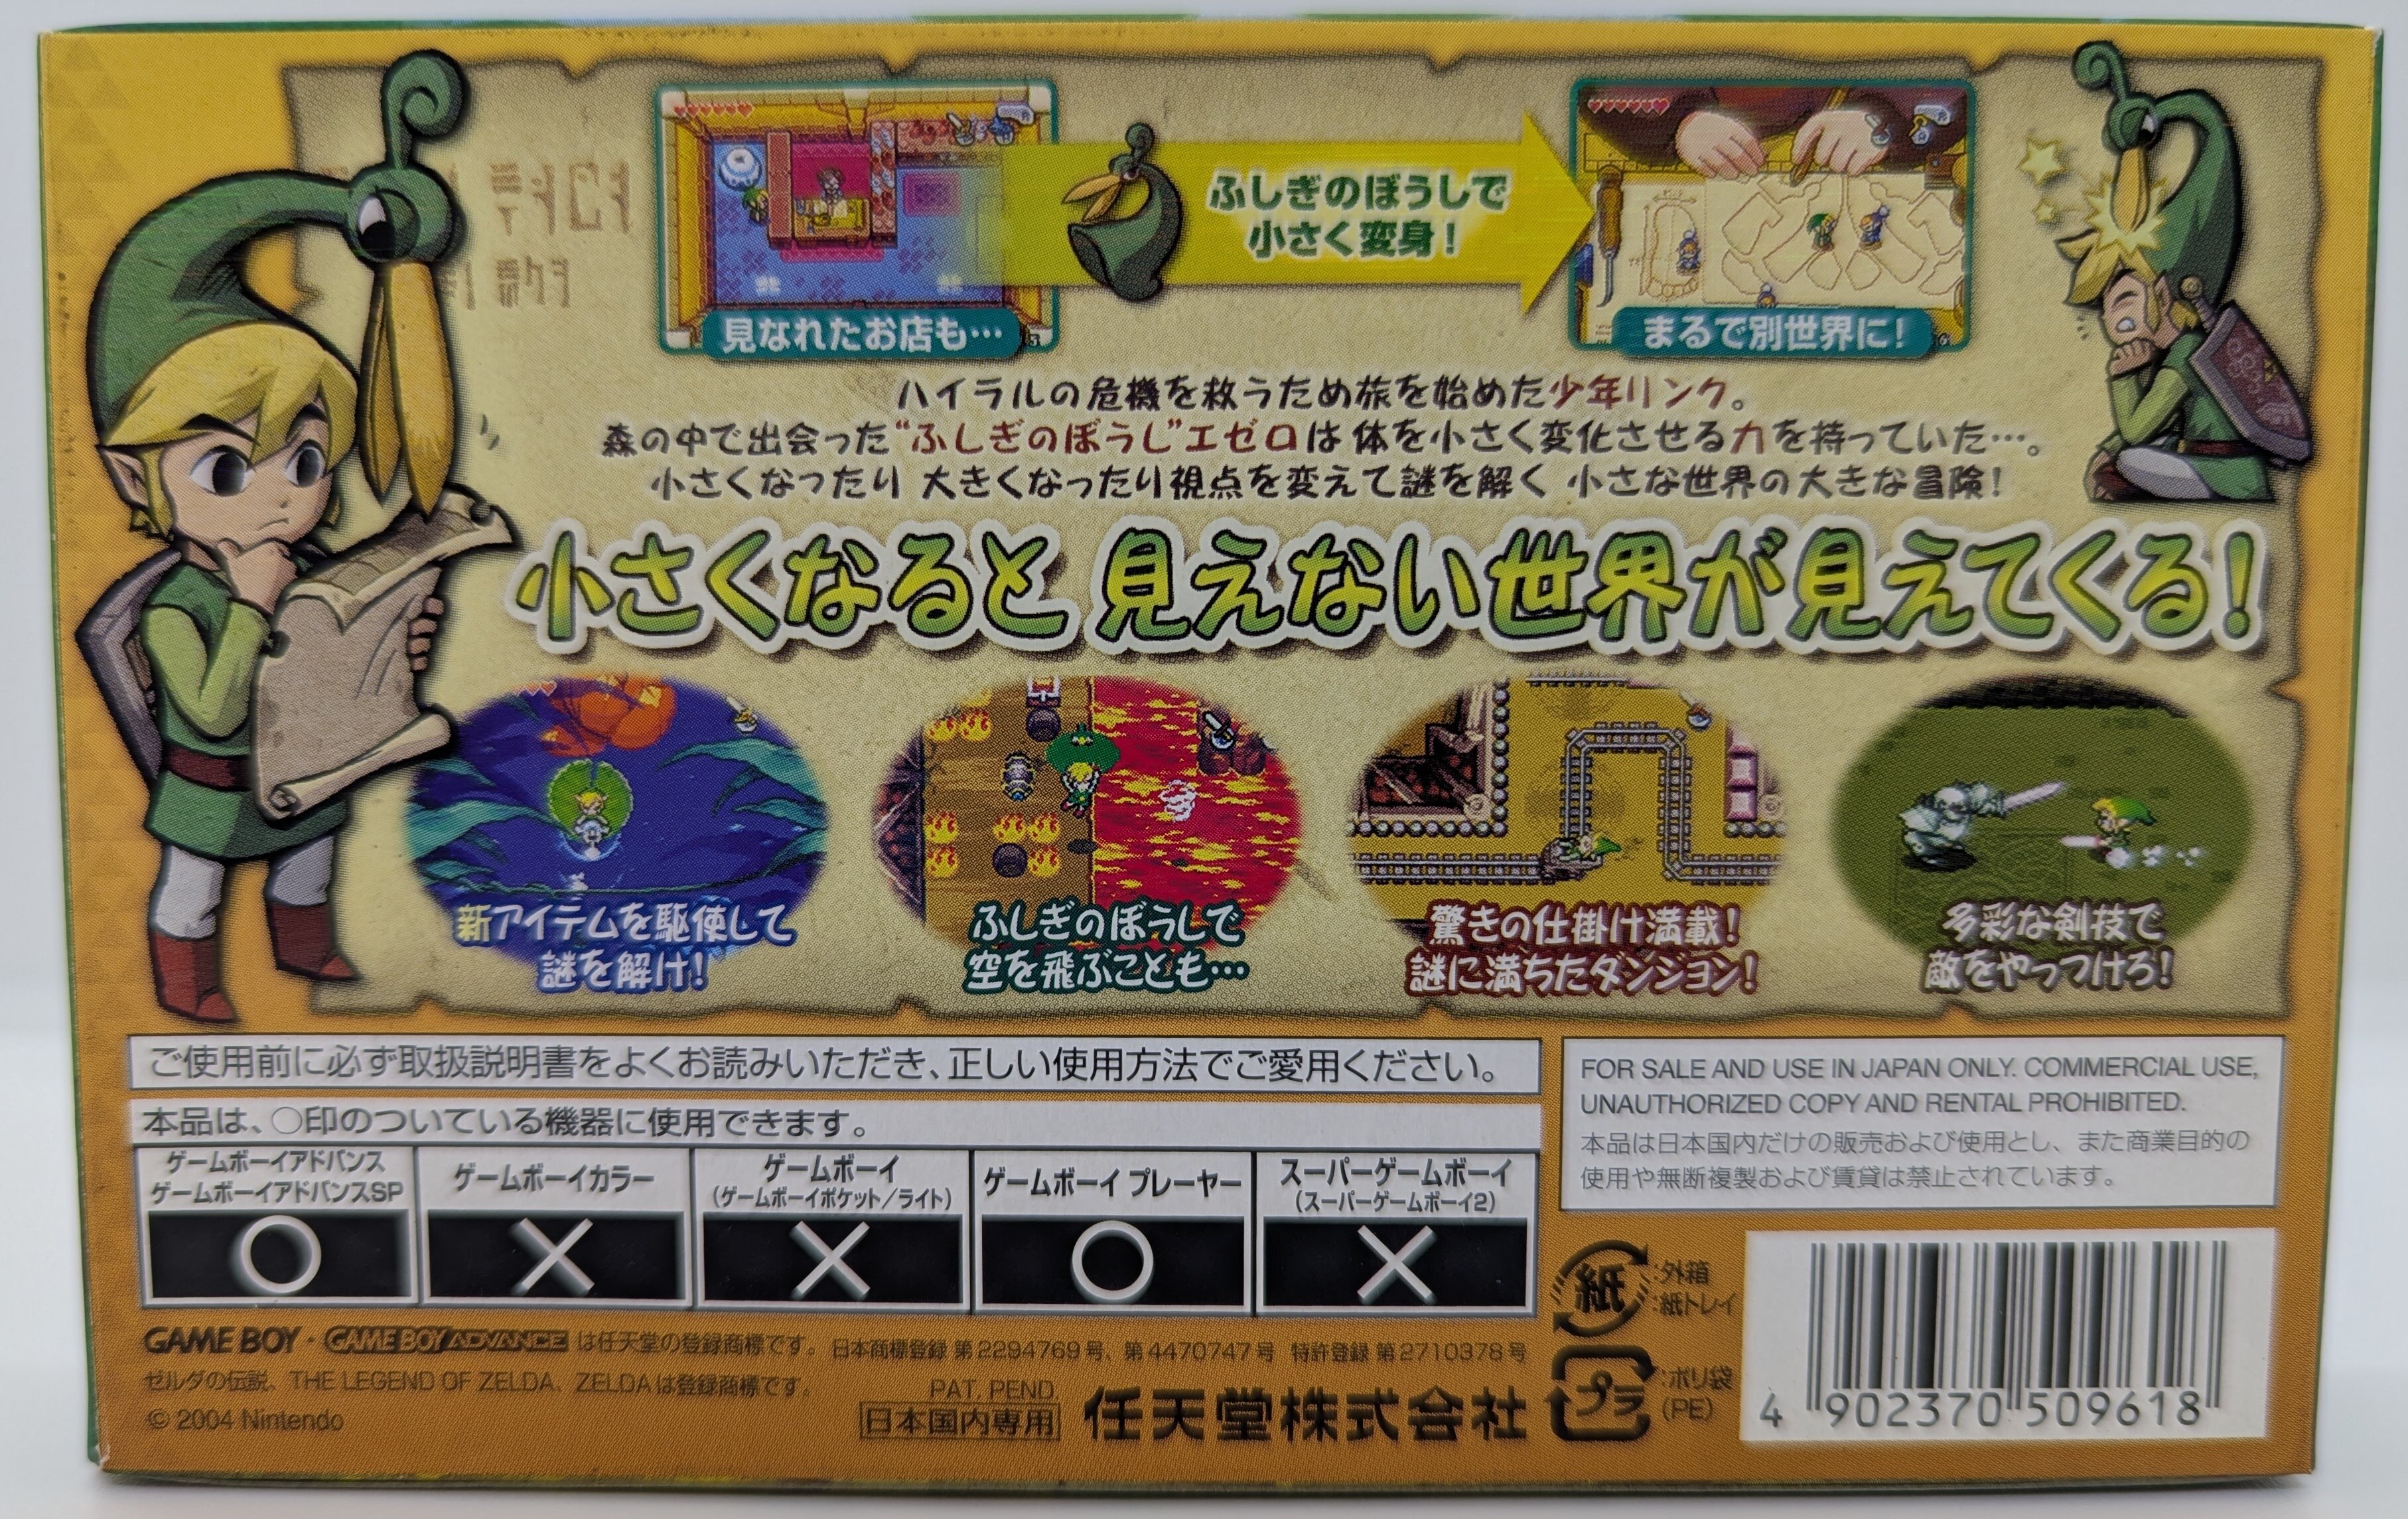 ふしぎのぼうしで
小さく変身！
見なれたお店も…
まるで別世界に！
ハイラルの危機を救うため旅を始めた少年リンク。
森の中で出会った“ふしぎのぼうし”エゼロは 体を小さく変化させる力を持っていた…。
小さくなったり 大きくなったり視点を変えて謎を解く 小さな世界の大きな冒険！
小さくなると 見えない世界が見えてくる！
新アイテムを駆使して
謎を解け！
ふしぎのぼうしで
空を飛ぶことも…
驚きの仕掛け満載！
謎に満ちたダンジョン！
多彩な剣技で
敵をやっつけろ！
ご使用前に必ず取扱説明書をよくお読みいただき、正しい使用方法でご愛用ください。
本品は、○印のついている機器に使用できます。
ゲームボーイアドバンス
ゲームボーイアドバンスSP
ゲームボーイカラー
ゲームボーイ
（ゲームボーイポケット／ライト）
ゲームボーイ プレーヤー
スーパーゲームボーイ
（スーパーゲームボーイ2）
○ × × ○ ×
FOR SALE AND USE IN JAPAN ONLY. COMMERCIAL USE,
UNAUTHORIZED COPY AND RENTAL PROHIBITED.
本品は日本国内だけの販売および使用とし、また商業目的の
使用や無断複製および賃貸は禁止されています。
GAME BOY・GAME BOY ADVANCE は任天堂の登録商標です。 日本商標登録 第2294769号、第4470747号 特許登録 第2710378号
ゼルダの伝説、THE LEGEND OF ZELDA、ZELDAは登録商標です。
© 2004 Nintendo
PAT. PEND.
日本国内専用
任天堂株式会社
紙
：外箱
：紙トレイ
プラ
：ポリ袋
(PE)
4 902370 509618